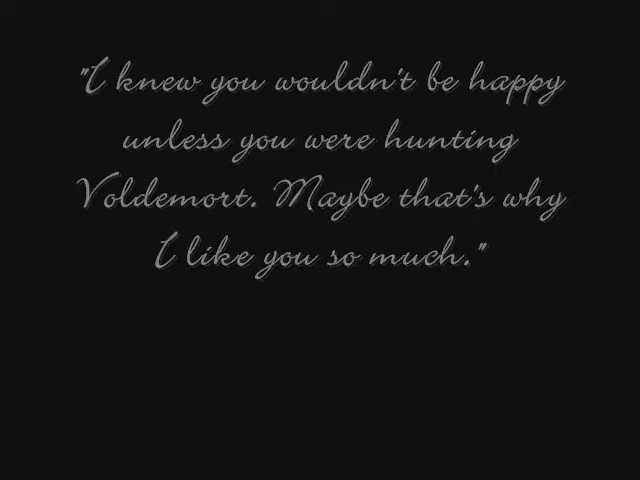 "I knew you wouldn't be happy
unless you were hunting
Voldemort. Maybe that's why
I like you so much."